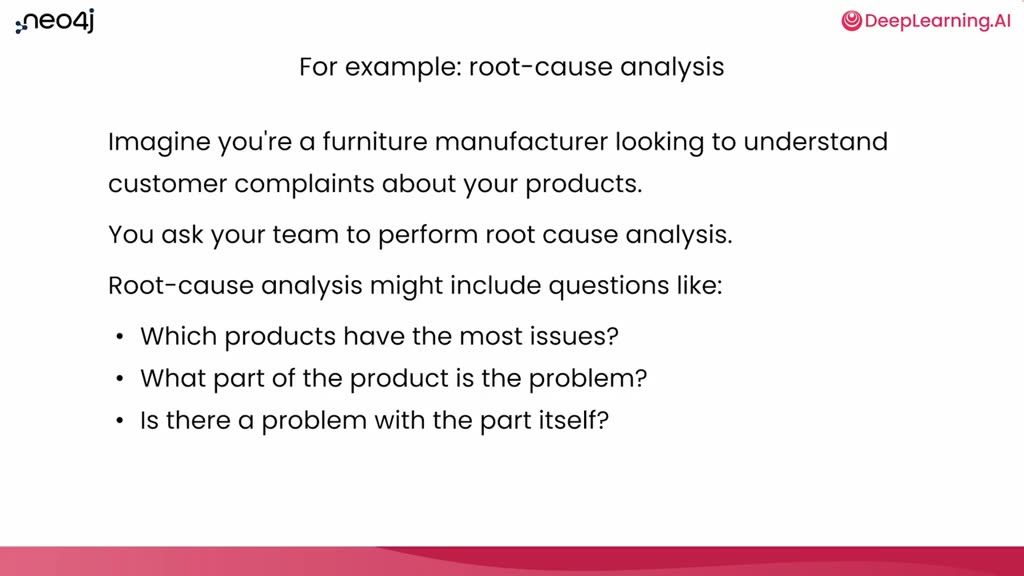 neo4j
DeepLearning.AI
For example: root-cause analysis
Imagine you're a furniture manufacturer looking to understand
customer complaints about your products.
You ask your team to perform root cause analysis.
Root-cause analysis might include questions like:
• Which products have the most issues?
• What part of the product is the problem?
• Is there a problem with the part itself?